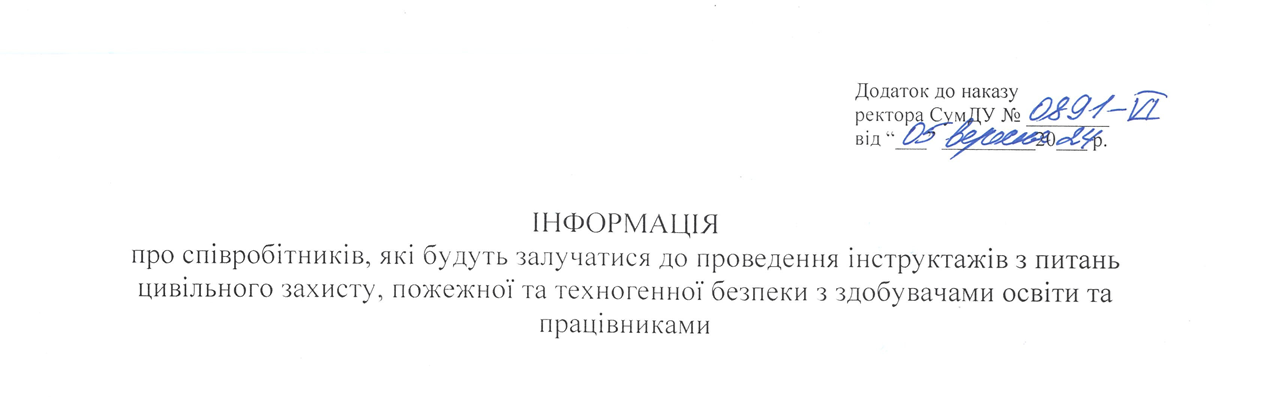 Додаток до наказу
ректора СумДУ № 0891-VI
від “05” вересня 2024 р.
ІНФОРМАЦІЯ
про співробітників, які будуть залучатися до проведення інструктажів з питань
цивільного захисту, пожежної та техногенної безпеки з здобувачами освіти та
працівниками